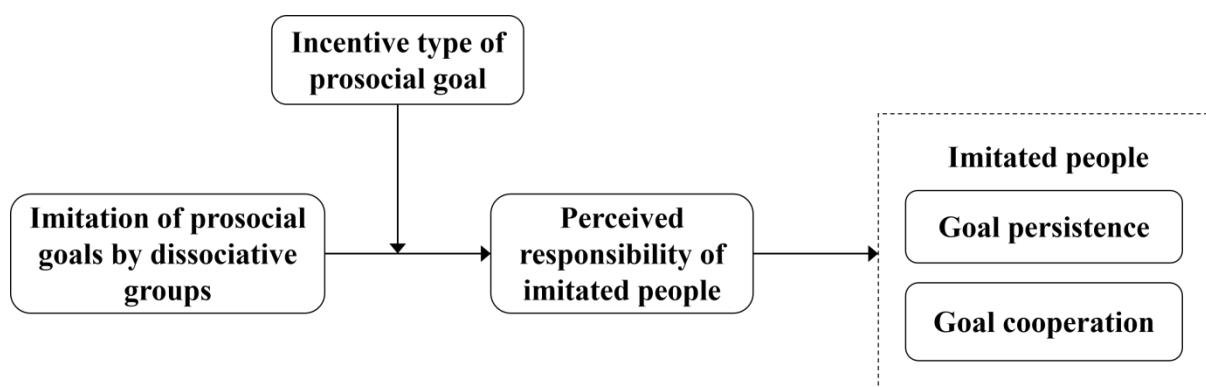 Incentive type of
prosocial goal
Imitation of prosocial
goals by dissociative
groups
Perceived
responsibility of
imitated people
Imitated people
Goal persistence
Goal cooperation